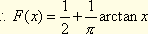 ∴ F(x) = 1/2 + 1/π arctan x